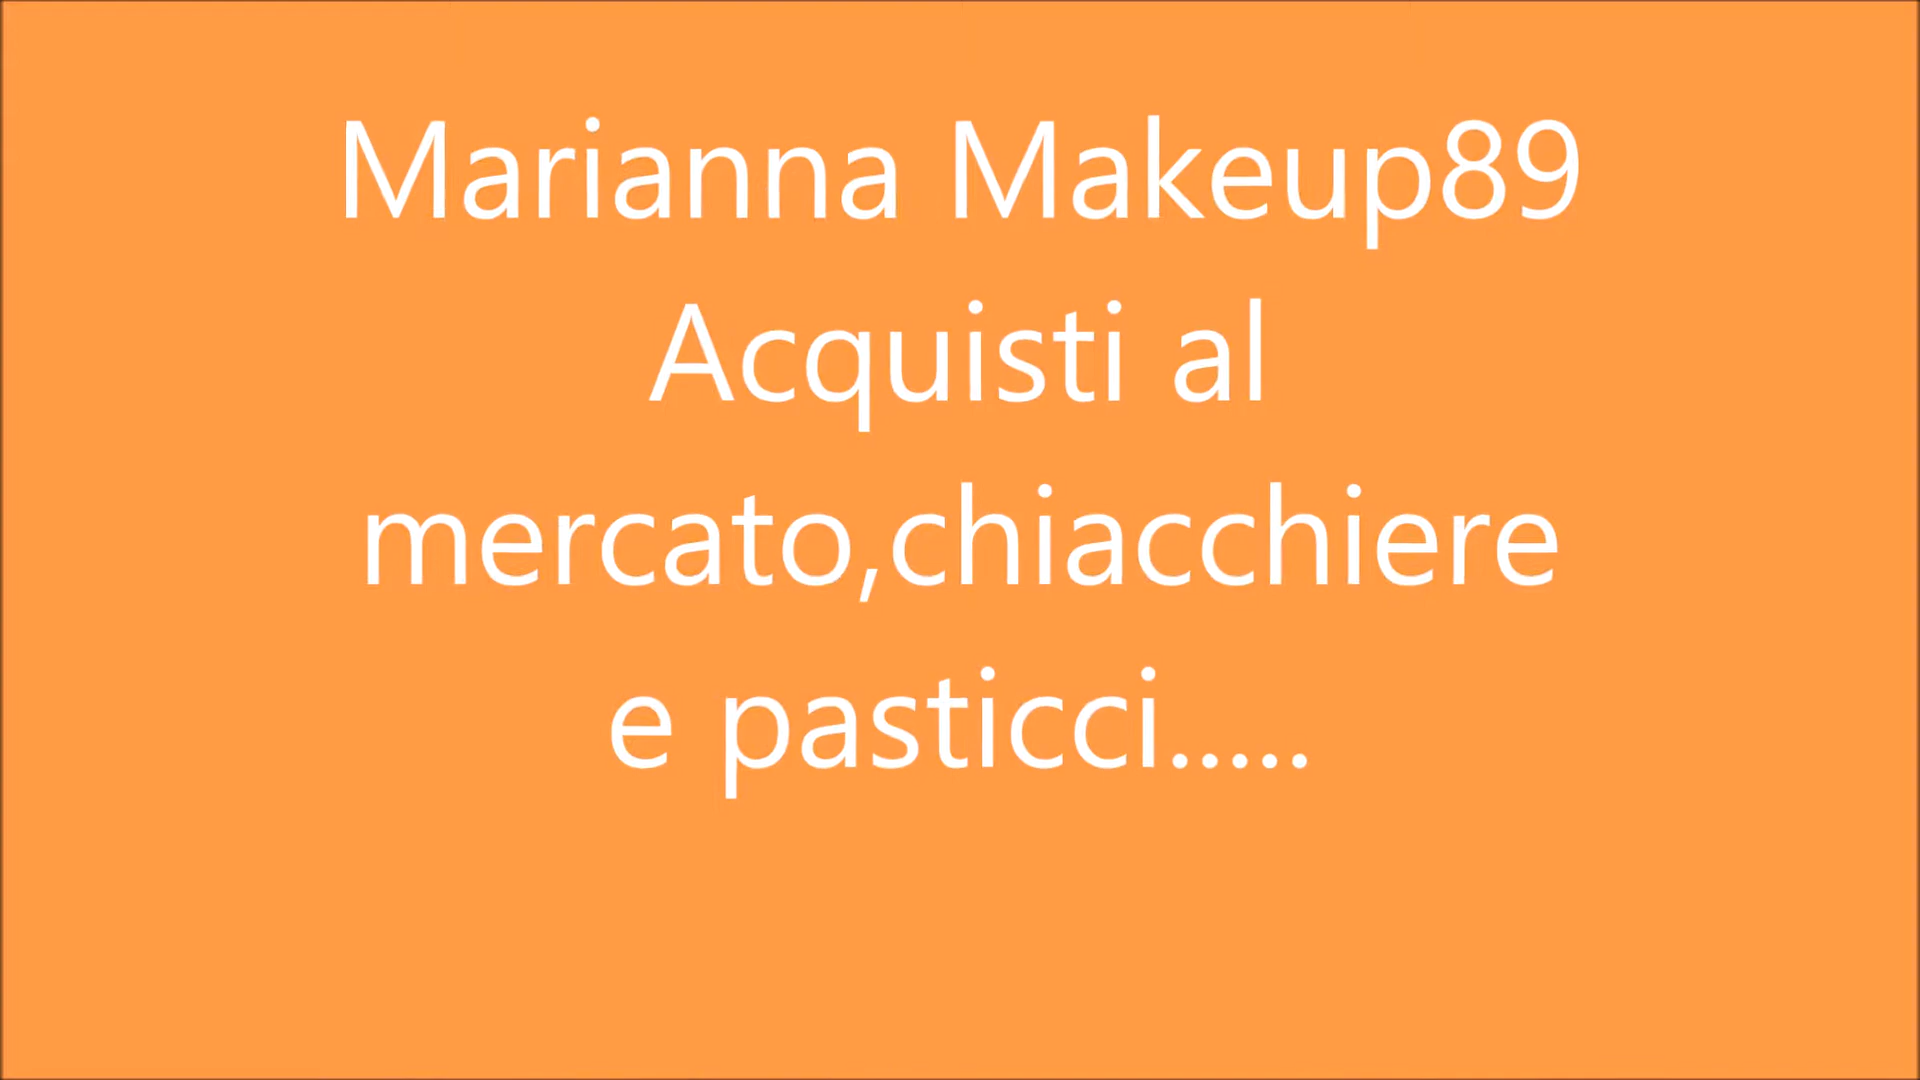 Marianna Makeup89
Acquisti al
mercato,chiacchiere
e pasticci.....